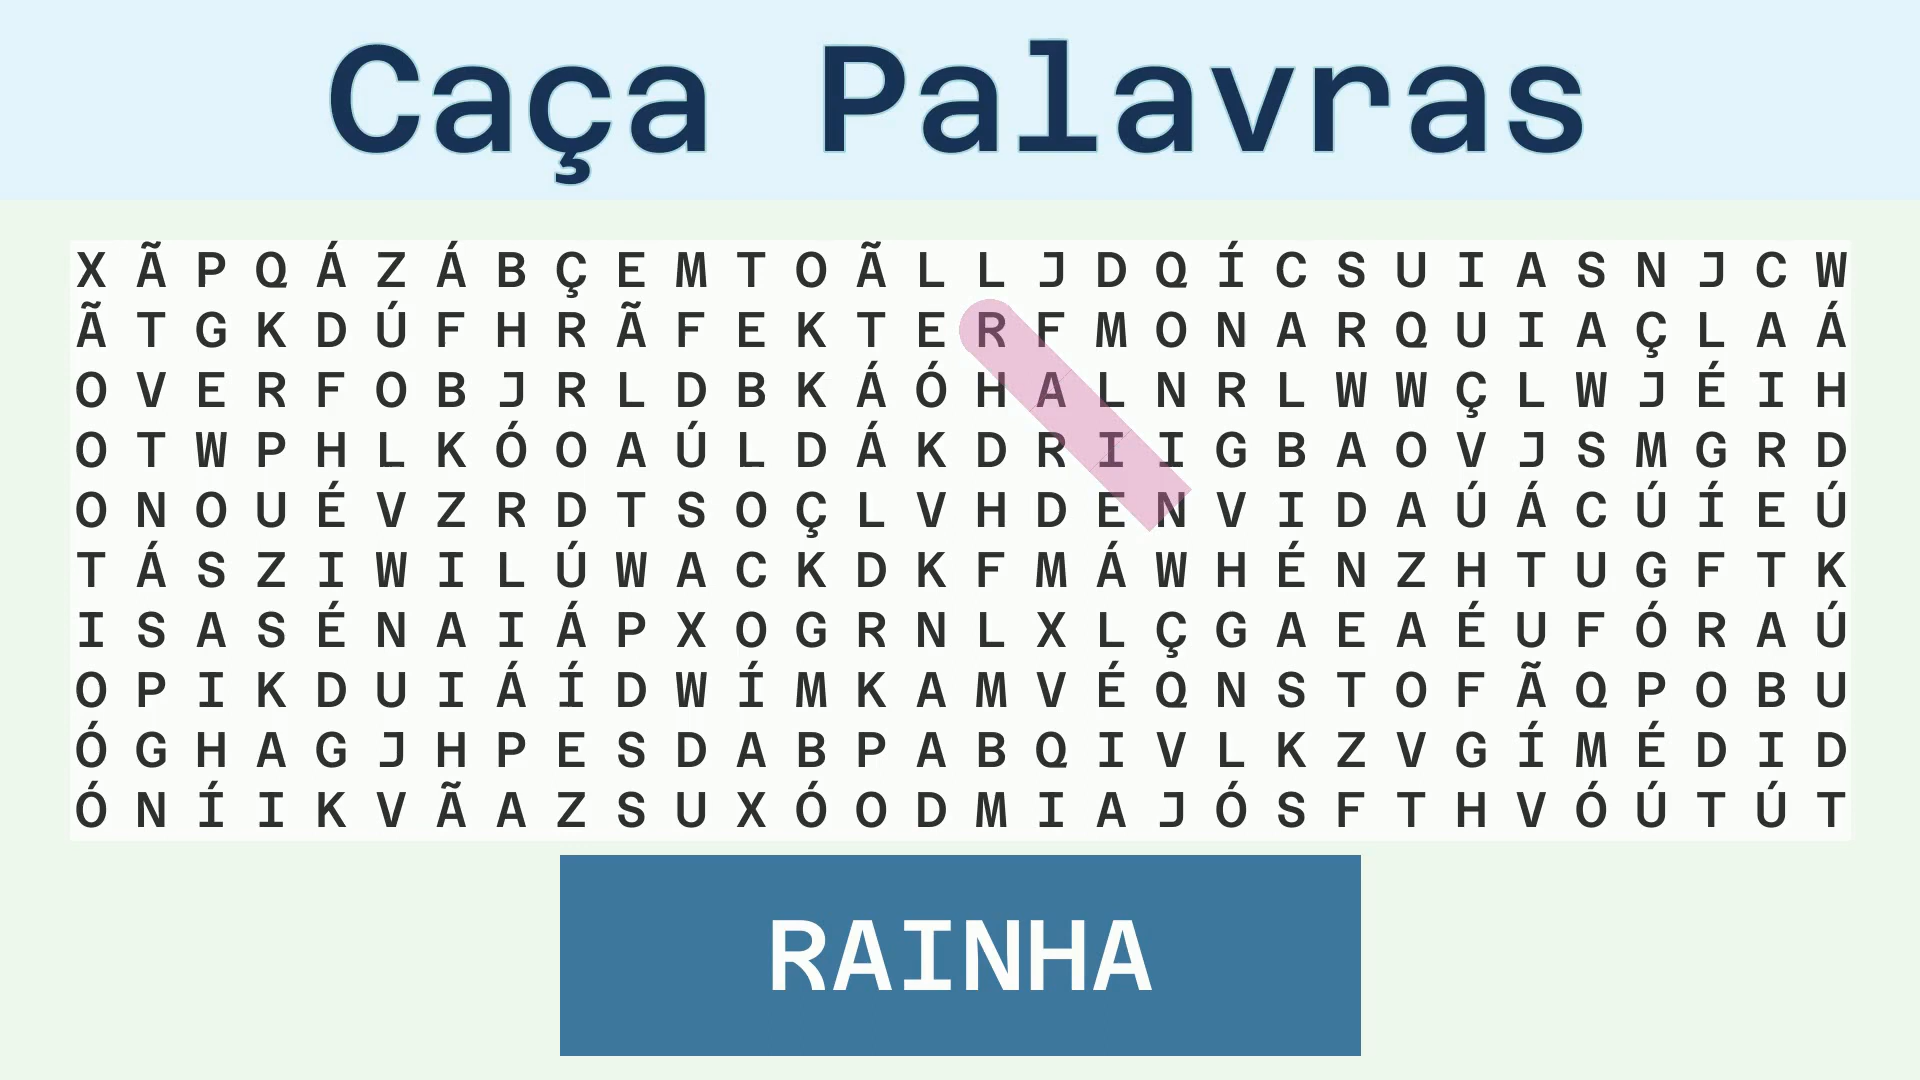 Caça Palavras
X Ã P Q Á Z Á B Ç E M T O Ã L L J D Q Í C S U I A S N J C W
Ã T G K D Ú F H R Ã F E K T E R F M O N A R Q U I A Ç L A Á
O V E R F O B J R L D B K Á Ó H A L N R L W W Ç L W J É I H
O T W P H L K Ó O A Ú L D Á K D R I I G B A O V J S M G R D
O N O U É V Z R D T S O Ç L V H D E N V I D A Ú Á C Ú Í E Ú
T Á S Z I W I L Ú W A C K D K F M Á W H É N Z H T U G F T K
I S A S É N A I Á P X O G R N L X L Ç G A E A É U F Ó R A Ú
O P I K D U I Á Í D W Í M K A M V É Q N S T O F Ã Q P O B U
Ó G H A G J H P E S D A B P A B Q I V L K Z V G Í M É D I D
Ó N Í I K V Ã A Z S U X Ó O D M I A J Ó S F T H V Ó Ú T Ú T
RAINHA